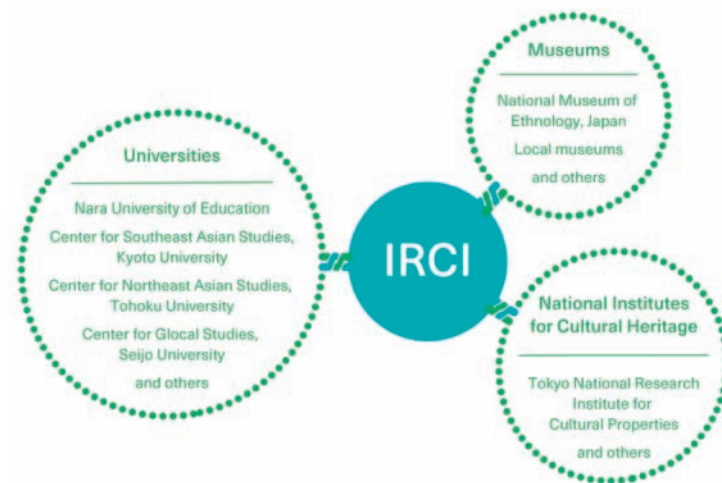 Museums
National Museum of
Ethnology, Japan
Local museums
and others
Universities
Nara University of Education
Center for Southeast Asian Studies,
Kyoto University
Center for Northeast Asian Studies,
Tohoku University
Center for Glocal Studies,
Seijo University
and others
IRCI
National Institutes
for Cultural Heritage
Tokyo National Research
Institute for
Cultural Properties
and others